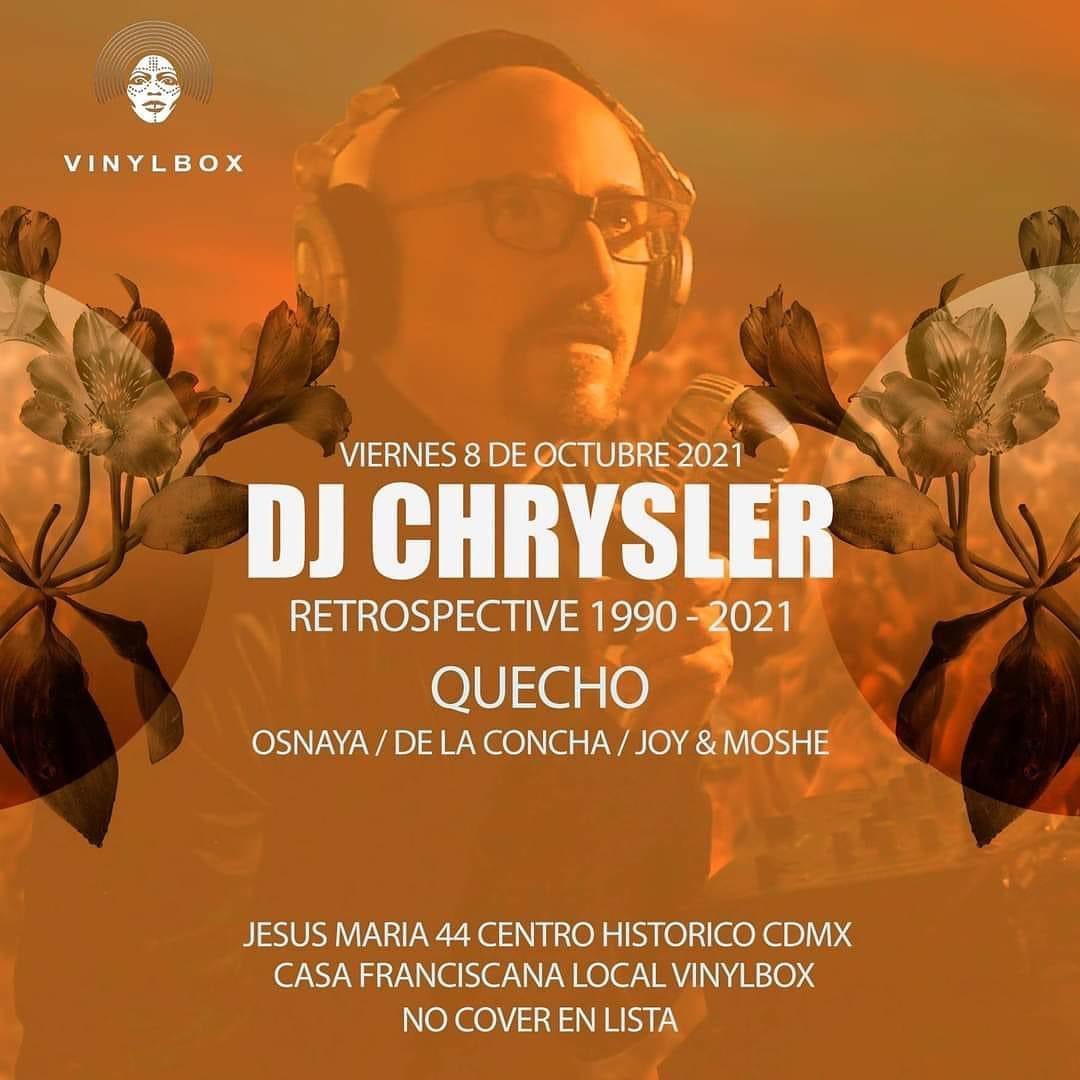 VINYLBOX
VIERNES 8 DE OCTUBRE 2021
DJ CHRYSLER
RETROSPECTIVE 1990 - 2021
QUECHO
OSNAYA / DE LA CONCHA / JOY & MOSHE
JESUS MARIA 44 CENTRO HISTORICO CDMX
CASA FRANCISCANA LOCAL VINYLBOX
NO COVER EN LISTA